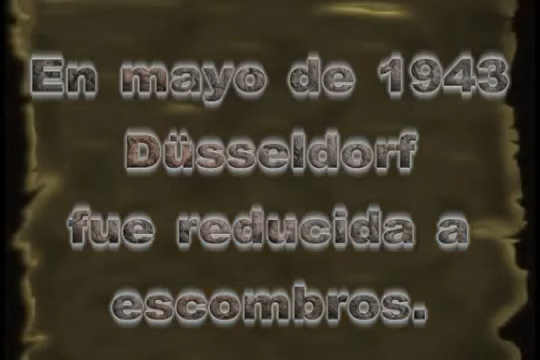 En mayo de 1943
Düsseldorf
fue reducida a
escombros.